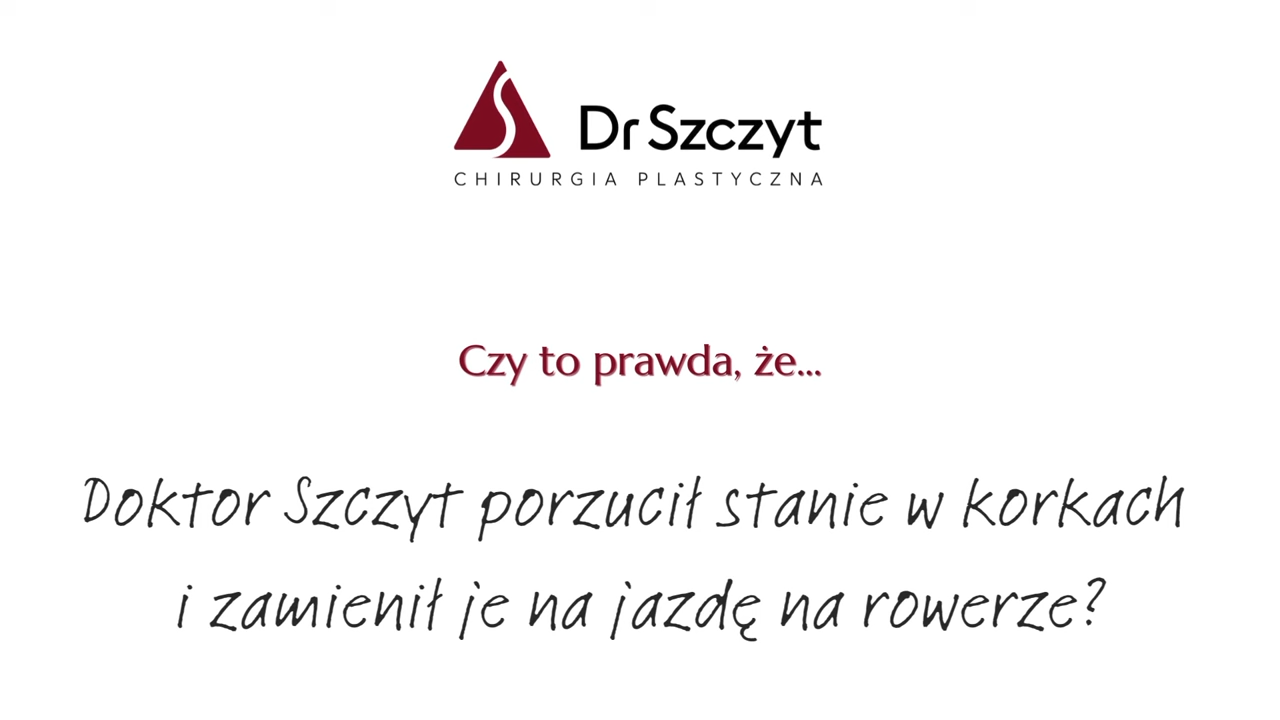 Dr Szczyt
CHIRURGIA PLASTYCZNA
Czy to prawda, że...
Doktor Szczyt porzucił stanie w korkach
i zamienił je na jazdę na rowerze?